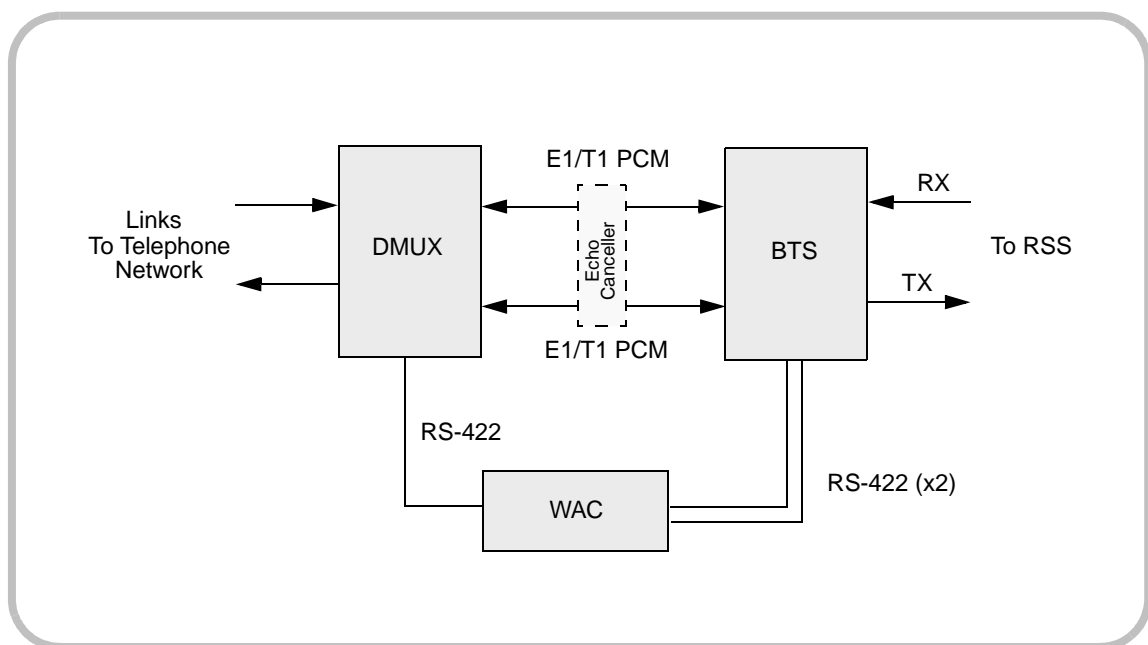 Links
To Telephone
Network
DMUX
E1/T1 PCM
Echo
Canceller
E1/T1 PCM
BTS
RX
To RSS
TX
RS-422
WAC
RS-422 (x2)